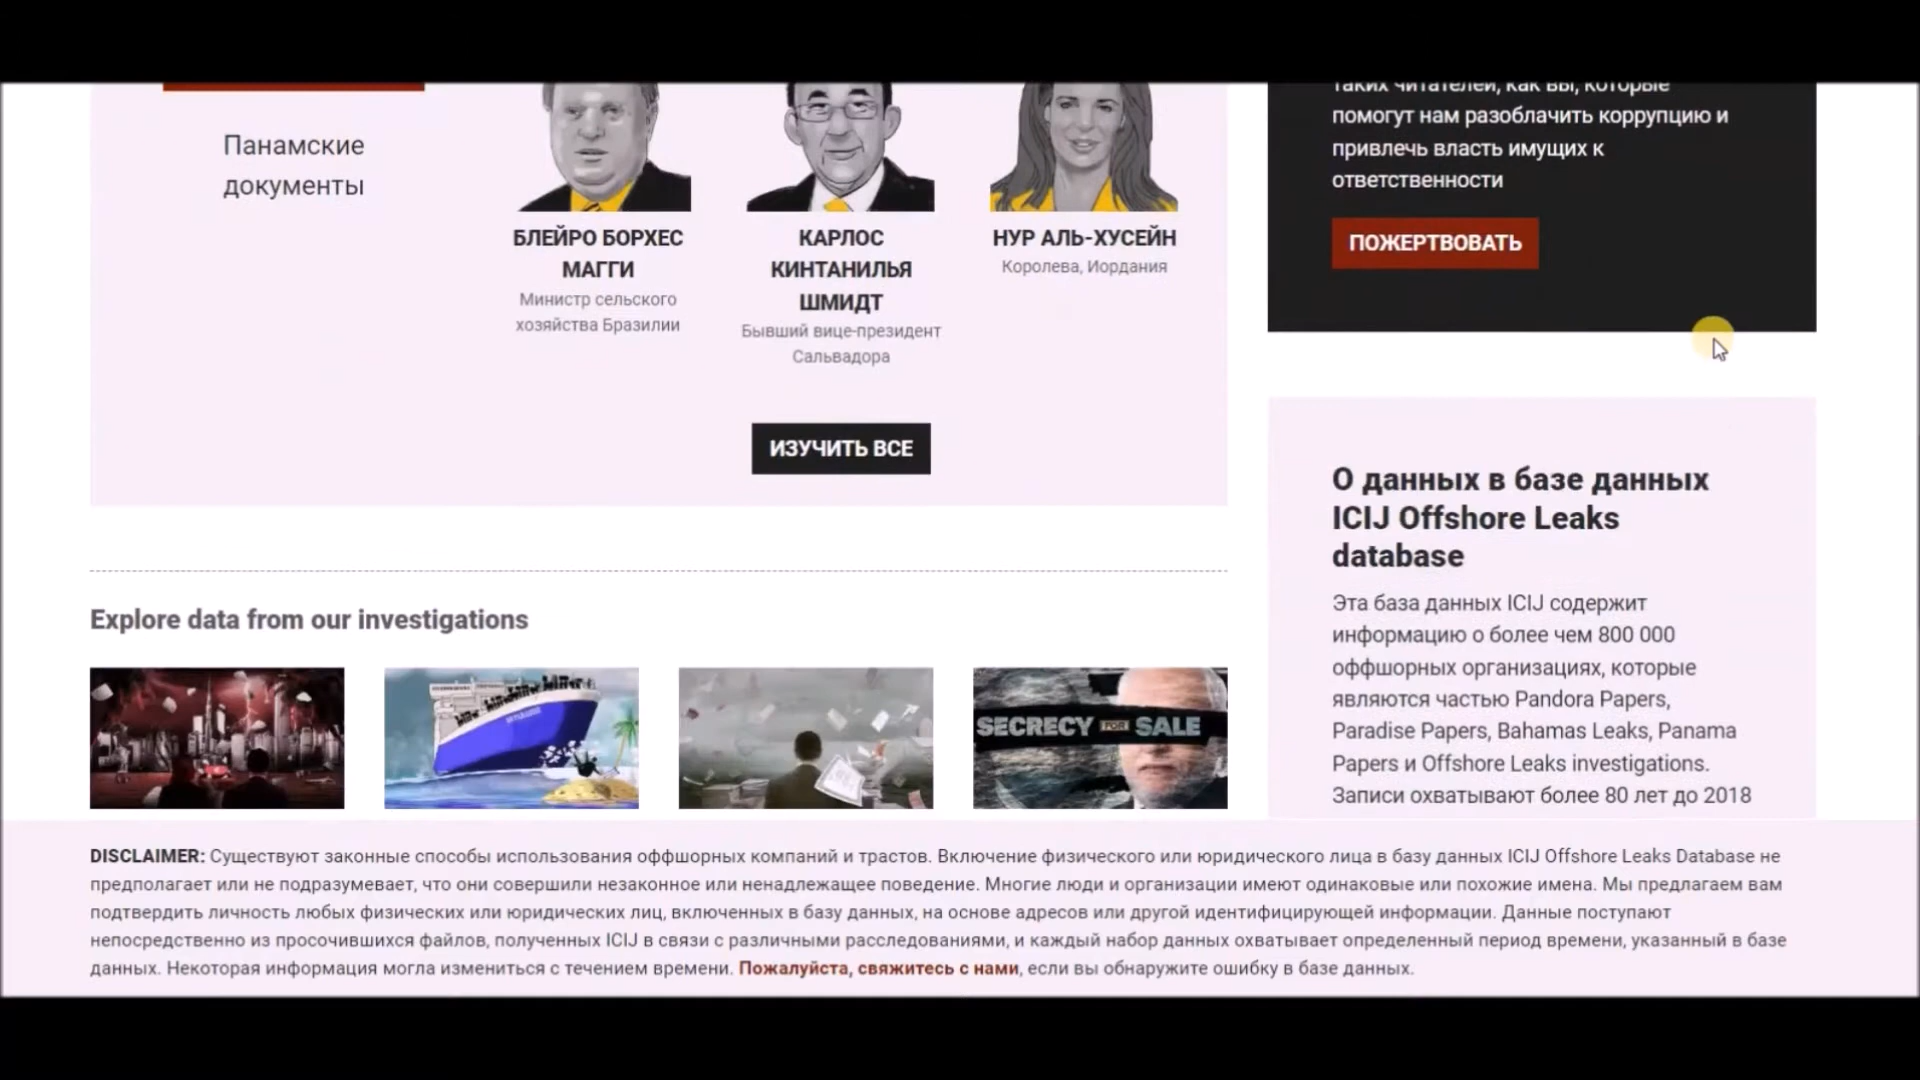 Панамские
документы
БЛЕЙРО БОРХЕС
МАГГИ
Министр сельского
хозяйства Бразилии
КАРЛОС
КИНТАНИЛЬЯ
ШМИДТ
Бывший вице-президент
Сальвадора
НУР АЛЬ-ХУСЕЙН
Королева, Иордания
ИЗУЧИТЬ ВСЕ
Explore data from our investigations
SECRECY FOR SALE
таких читателей, как вы, которые
помогут нам разоблачить коррупцию и
привлечь власть имущих к
ответственности
ПОЖЕРТВОВАТЬ
О данных в базе данных
ICIJ Offshore Leaks
database
Эта база данных ICIJ содержит
информацию о более чем 800 000
оффшорных организациях, которые
являются частью Pandora Papers,
Paradise Papers, Bahamas Leaks, Panama
Papers и Offshore Leaks investigations.
Записи охватывают более 80 лет до 2018
DISCLAIMER: Существуют законные способы использования оффшорных компаний и трастов. Включение физического или юридического лица в базу данных ICIJ Offshore Leaks Database не
предполагает или не подразумевает, что они совершили незаконное или ненадлежащее поведение. Многие люди и организации имеют одинаковые или похожие имена. Мы предлагаем вам
подтвердить личность любых физических или юридических лиц, включенных в базу данных, на основе адресов или другой идентифицирующей информации. Данные поступают
непосредственно из просочившихся файлов, полученных ICIJ в связи с различными расследованиями, и каждый набор данных охватывает определенный период времени, указанный в базе
данных. Некоторая информация могла измениться с течением времени. Пожалуйста, свяжитесь с нами, если вы обнаружите ошибку в базе данных.